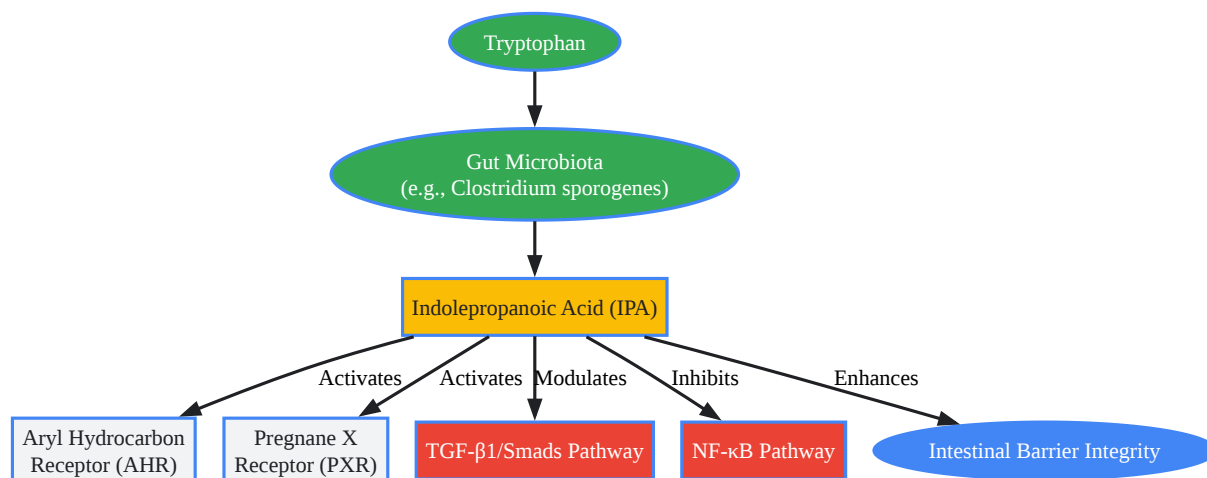 Tryptophan
Gut Microbiota
(e.g., Clostridium sporogenes)
Indolepropanoic Acid (IPA)
Activates
Activates
Modulates
Inhibits
Enhances
Aryl Hydrocarbon
Receptor (AHR)
Pregnane X
Receptor (PXR)
TGF-β1/Smads Pathway
NF-κB Pathway
Intestinal Barrier Integrity